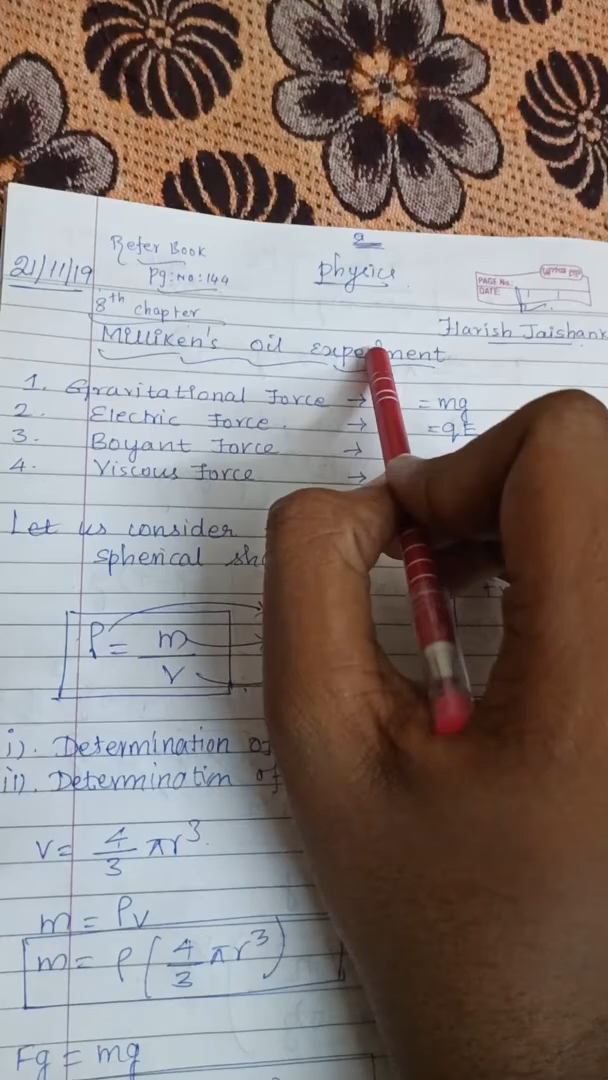 2
Refer Book
Pg: No: 144
Physics
21/11/19
PAGE No.:
DATE:
8th chapter
Harish Jaishank
Milliken's oil Experiment
1. Gravitational Force → = mg
2. Electric Force. → = qE
3. Boyant Force →
4. Viscous Force →
Let us consider
spherical sh
ρ = m/V
i). Determination of
ii). Determination of
V = 4/3 πr³.
m = ρv
m = ρ(4/3 πr³)
Fg = mg